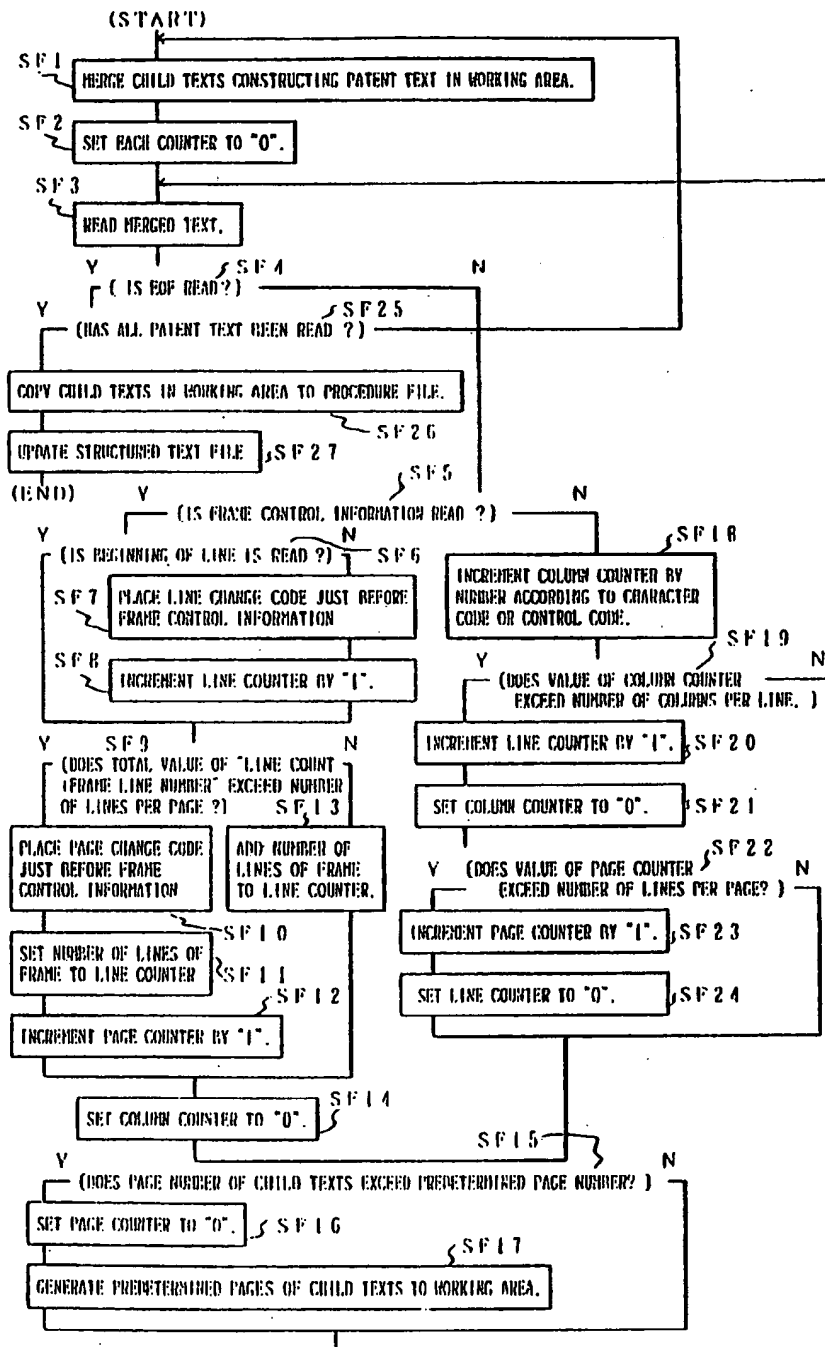 (START)
SF1
MERGE CHILD TEXTS CONSTRUCTING PATENT TEXT IN WORKING AREA.
SF2
SET EACH COUNTER TO "0".
SF3
READ MERGED TEXT.
Y
SF4
N
( IS EOF READ?)
Y
SF25
(HAS ALL PATENT TEXT BEEN READ ?)
COPY CHILD TEXTS IN WORKING AREA TO PROCEDURE FILE.
SF26
UPDATE STRUCTURED TEXT FILE
SF27
(END)
SF5
Y
N
(IS FRAME CONTROL INFORMATION READ ?)
Y
N
(IS BEGINNING OF LINE IS READ ?)
SF6
SF7
PLACE LINE CHANGE CODE JUST BEFORE
FRAME CONTROL INFORMATION
SF8
INCREMENT LINE COUNTER BY "1".
SF18
INCREMENT COLUMN COUNTER BY
NUMBER ACCORDING TO CHARACTER
CODE OR CONTROL CODE.
SF19
Y
N
(DOES VALUE OF COLUMN COUNTER
EXCEED NUMBER OF COLUMNS PER LINE. )
INCREMENT LINE COUNTER BY "1".
SF20
SET COLUMN COUNTER TO "0".
SF21
Y
SF9
N
(DOES TOTAL VALUE OF "LINE COUNT
FRAME LINE NUMBER" EXCEED NUMBER
OF LINES PER PAGE ?)
SF13
PLACE PAGE CHANGE CODE
JUST BEFORE FRAME
CONTROL INFORMATION
SF10
ADD NUMBER OF
LINES OF FRAME
TO LINE COUNTER.
SET NUMBER OF LINES OF
FRAME TO LINE COUNTER
SF11
SF12
INCREMENT PAGE COUNTER BY "1".
SF22
Y
N
(DOES VALUE OF PAGE COUNTER
EXCEED NUMBER OF LINES PER PAGE? )
INCREMENT PAGE COUNTER BY "1".
SF23
SET LINE COUNTER TO "0".
SF24
SET COLUMN COUNTER TO "0".
SF14
SF15
Y
N
(DOES PAGE NUMBER OF CHILD TEXTS EXCEED PREDETERMINED PAGE NUMBER? )
SET PAGE COUNTER TO "0".
SF16
SF17
GENERATE PREDETERMINED PAGES OF CHILD TEXTS TO WORKING AREA.